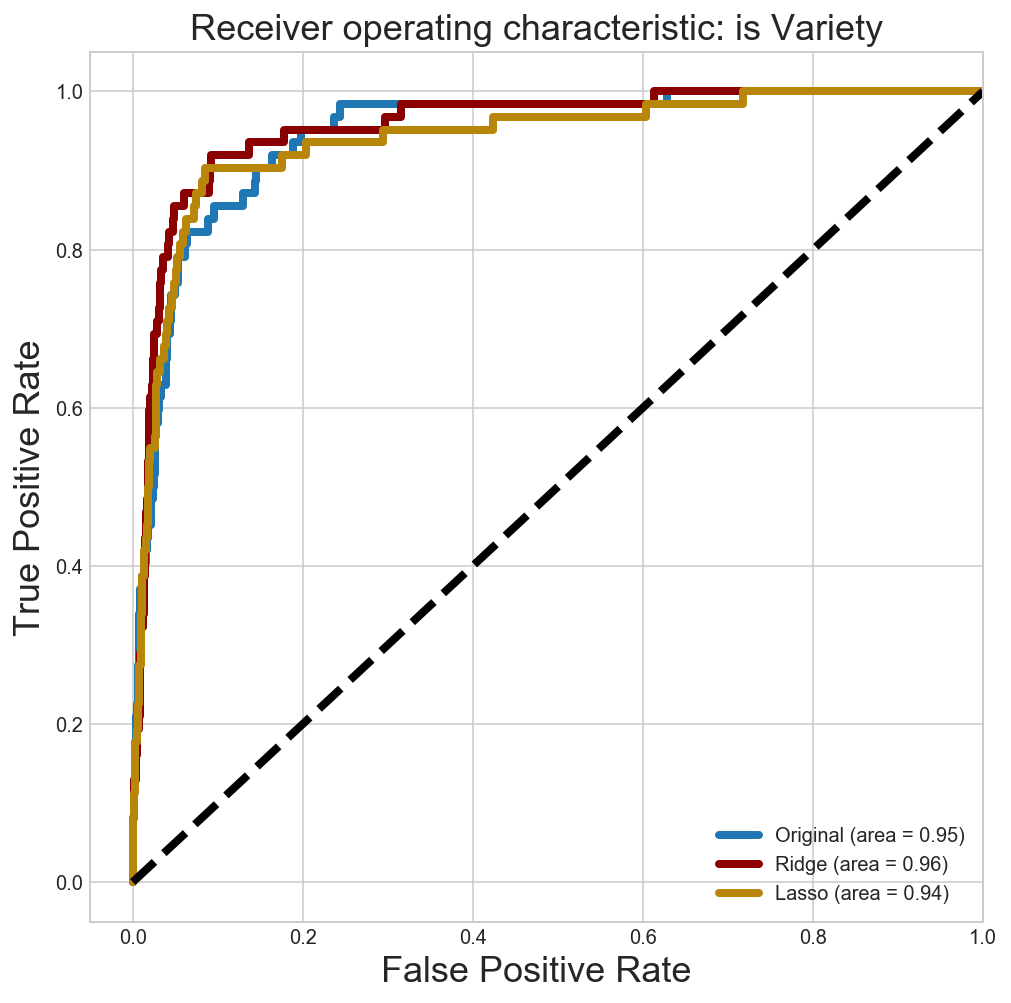 Receiver operating characteristic: is Variety
True Positive Rate
1.0
0.8
0.6
0.4
0.2
0.0
Original (area = 0.95)
Ridge (area = 0.96)
Lasso (area = 0.94)
0.0 0.2 0.4 0.6 0.8 1.0
False Positive Rate